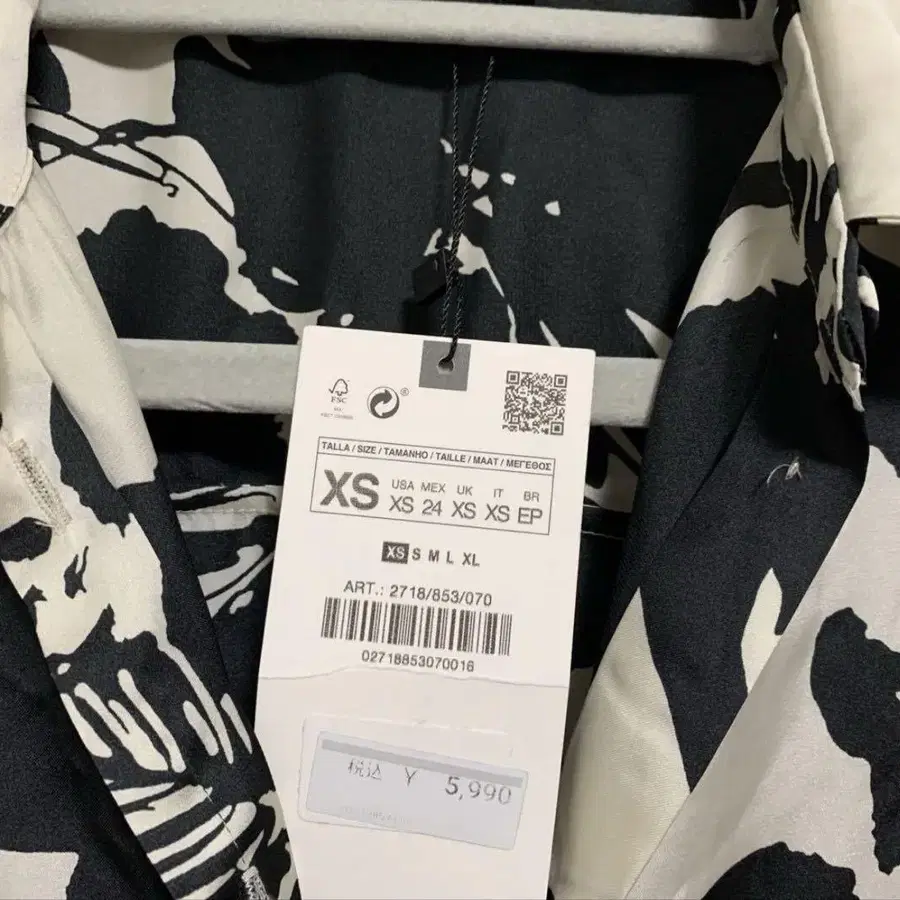 FSC
®
TALLA / SIZE / TAMANHO / TAILLE / MAAT / ΜΕΓΕΘΟΣ
XS
USA MEX UK IT BR
XS 24 XS XS EP
XS S M L XL
ART.: 2718/853/070
02718853070016
税込 ¥ 5,990